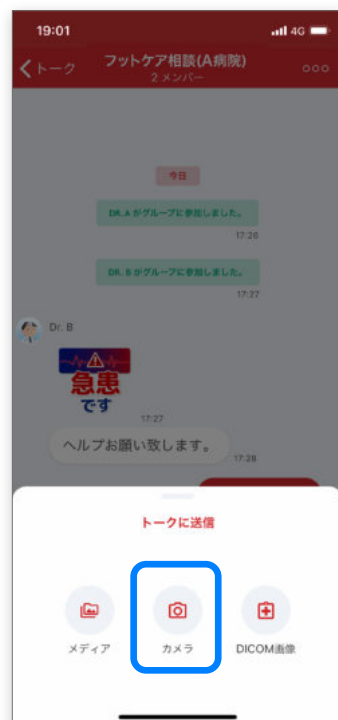 19:01
4G
トーク
フットケア相談(A病院)
2 メンバー
今日
DR. A がグループに参加しました。
17:26
DR. B がグループに参加しました。
17:27
Dr. B
急患
です
17:27
ヘルプお願い致します。
17:28
トークに送信
メディア
カメラ
DICOM画像